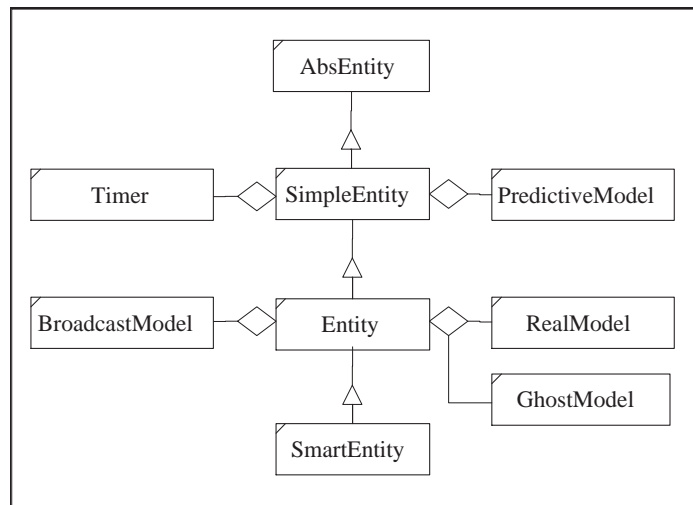 AbsEntity
Timer
SimpleEntity
PredictiveModel
BroadcastModel
Entity
RealModel
GhostModel
SmartEntity